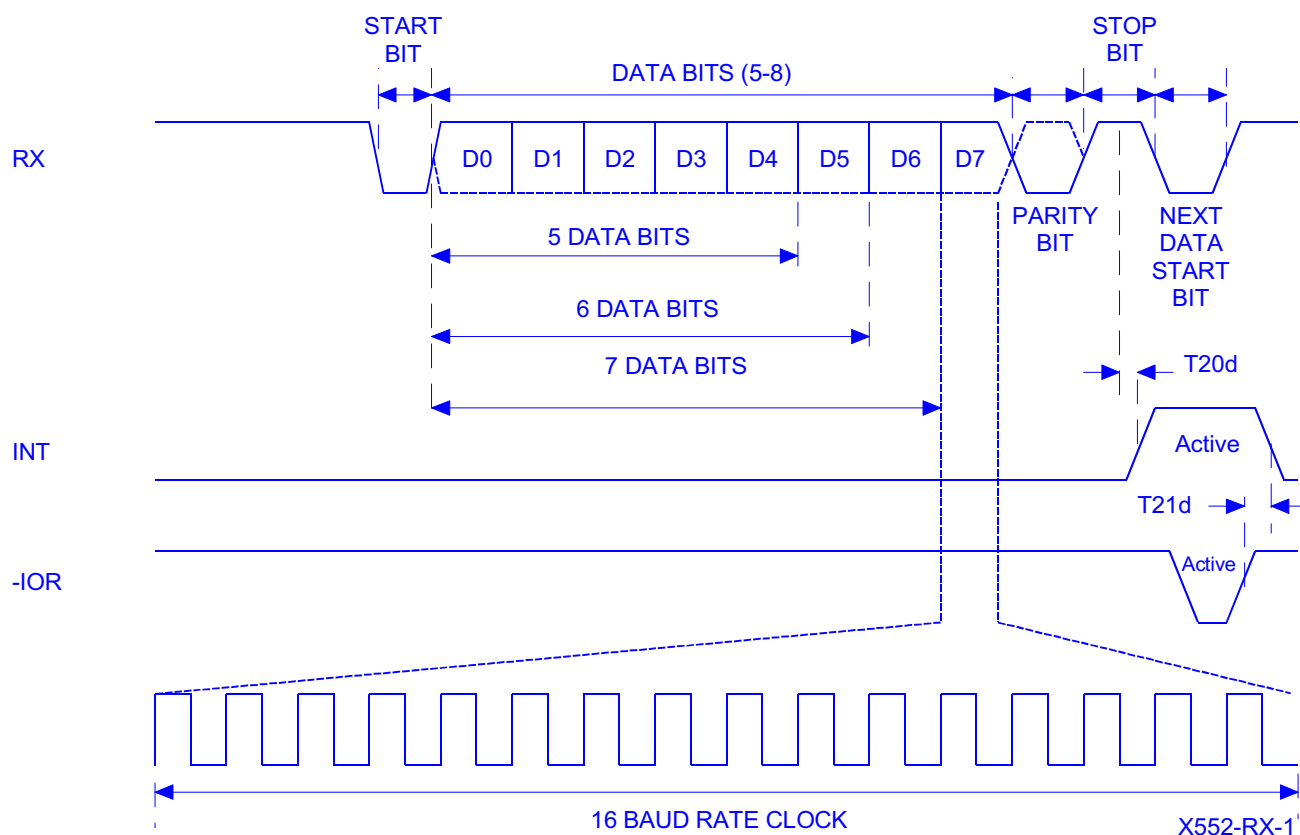 START
BIT
DATA BITS (5-8)
STOP
BIT
RX
D0 D1 D2 D3 D4 D5 D6 D7
PARITY
BIT
NEXT
DATA
START
BIT
5 DATA BITS
6 DATA BITS
7 DATA BITS
T20d
INT
Active
T21d
-IOR
Active
16 BAUD RATE CLOCK
X552-RX-1